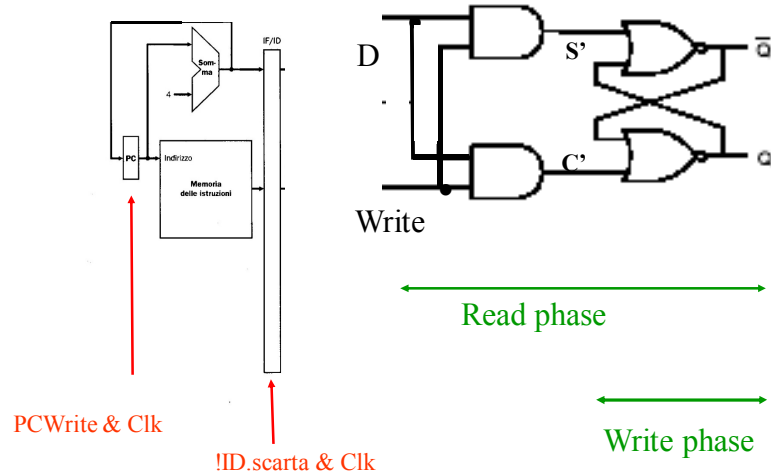 IF/ID
Som-
ma
4
PC
Indirizzo
Memoria
delle istruzioni
PCWrite & Clk
!ID.scarta & Clk
D
S’
Q
C’
Q
Write
Read phase
Write phase